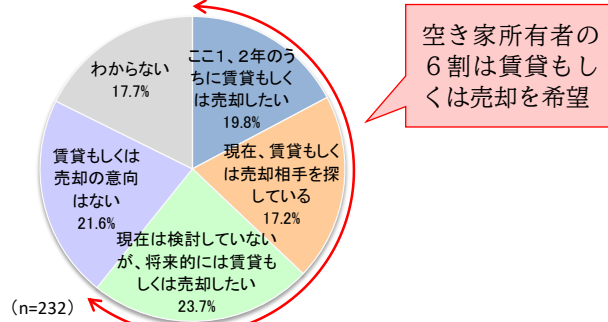 ここ1、2年のう
ちに賃貸もしく
は売却したい
19.8%
現在、賃貸もしく
は売却相手を探
している
17.2%
現在は検討していない
が、将来的には賃貸も
しくは売却したい
23.7%
賃貸もしくは
売却の意向
はない
21.6%
わからない
17.7%
(n=232)
空き家所有者の
６割は賃貸もし
くは売却を希望